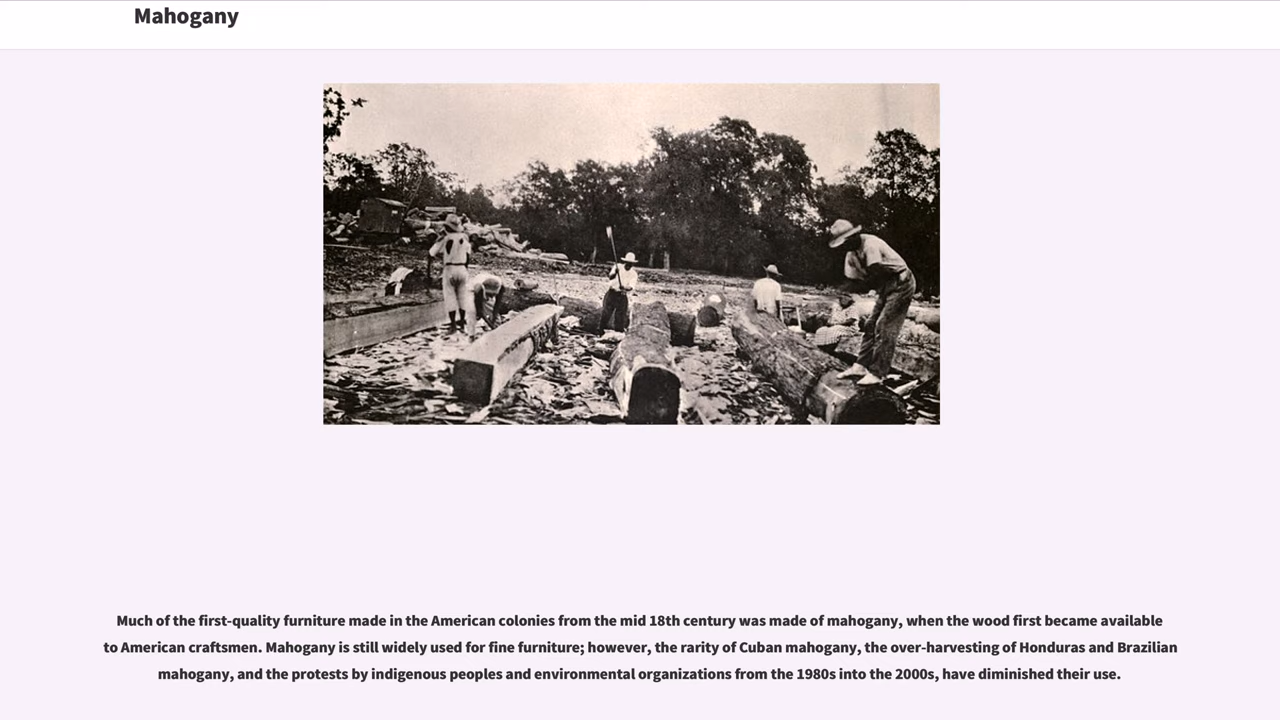 Mahogany
Much of the first-quality furniture made in the American colonies from the mid 18th century was made of mahogany, when the wood first became available
to American craftsmen. Mahogany is still widely used for fine furniture; however, the rarity of Cuban mahogany, the over-harvesting of Honduras and Brazilian
mahogany, and the protests by indigenous peoples and environmental organizations from the 1980s into the 2000s, have diminished their use.